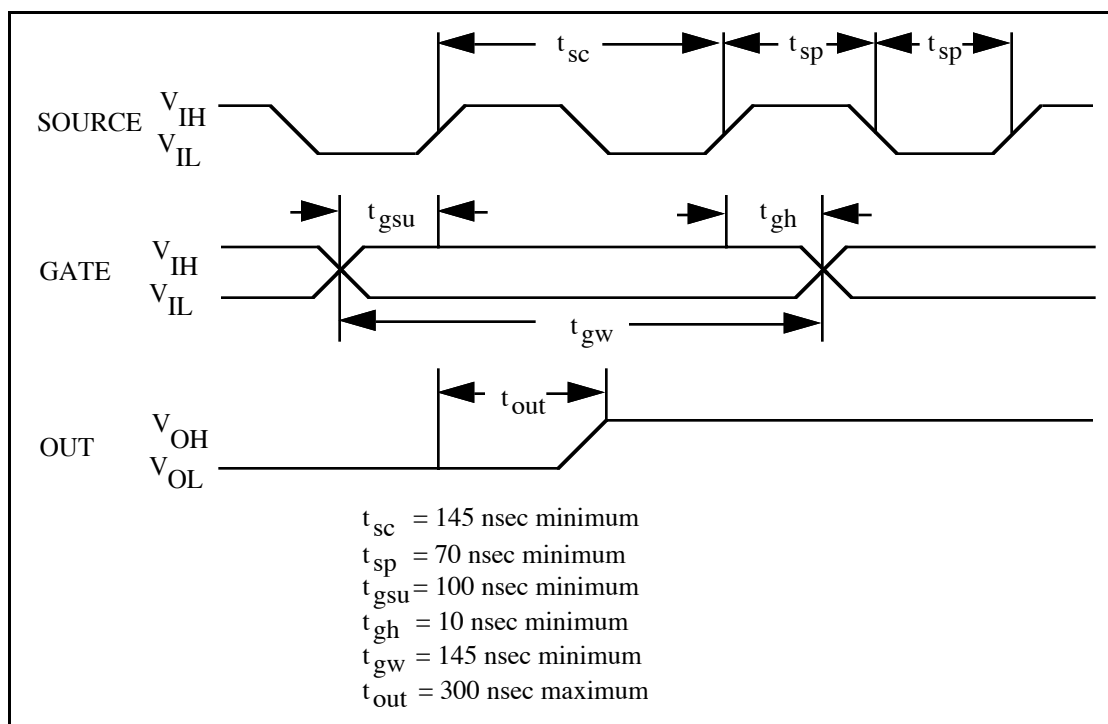 t sc
t sp
t sp
SOURCE
V IH
V IL
t gsu
t gh
GATE
V IH
V IL
t gw
t out
OUT
V OH
V OL
t sc = 145 nsec minimum
t sp = 70 nsec minimum
t gsu = 100 nsec minimum
t gh = 10 nsec minimum
t gw = 145 nsec minimum
t out = 300 nsec maximum